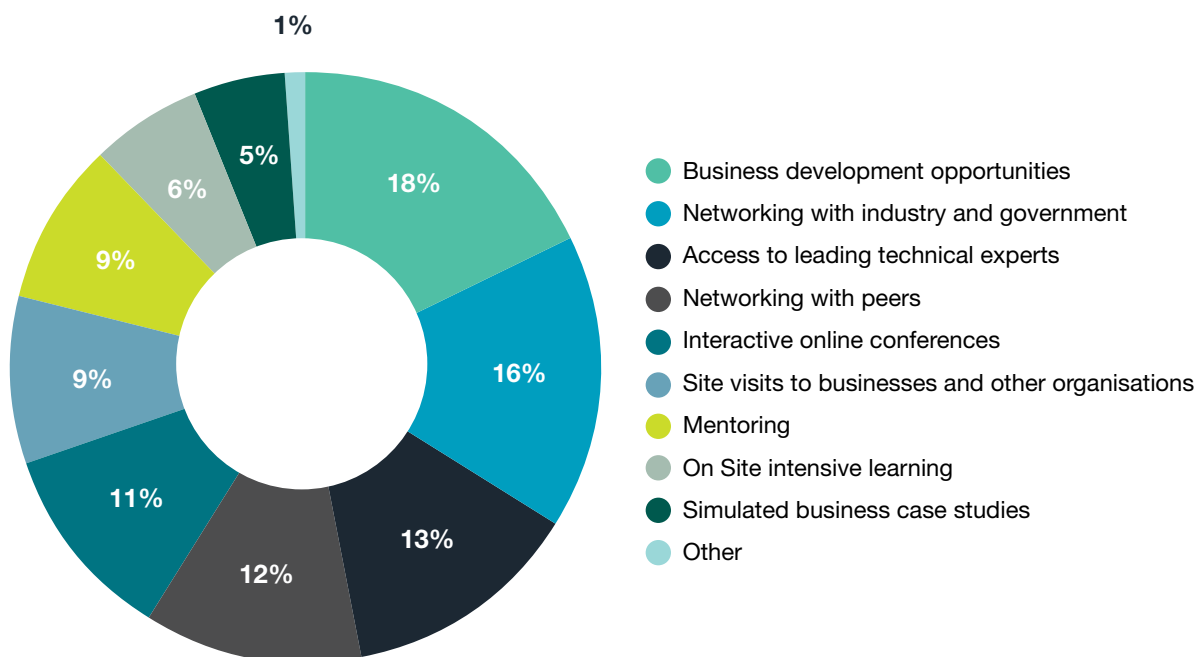 1%
18%
16%
13%
12%
11%
9%
9%
6%
5%
Business development opportunities
Networking with industry and government
Access to leading technical experts
Networking with peers
Interactive online conferences
Site visits to businesses and other organisations
Mentoring
On Site intensive learning
Simulated business case studies
Other